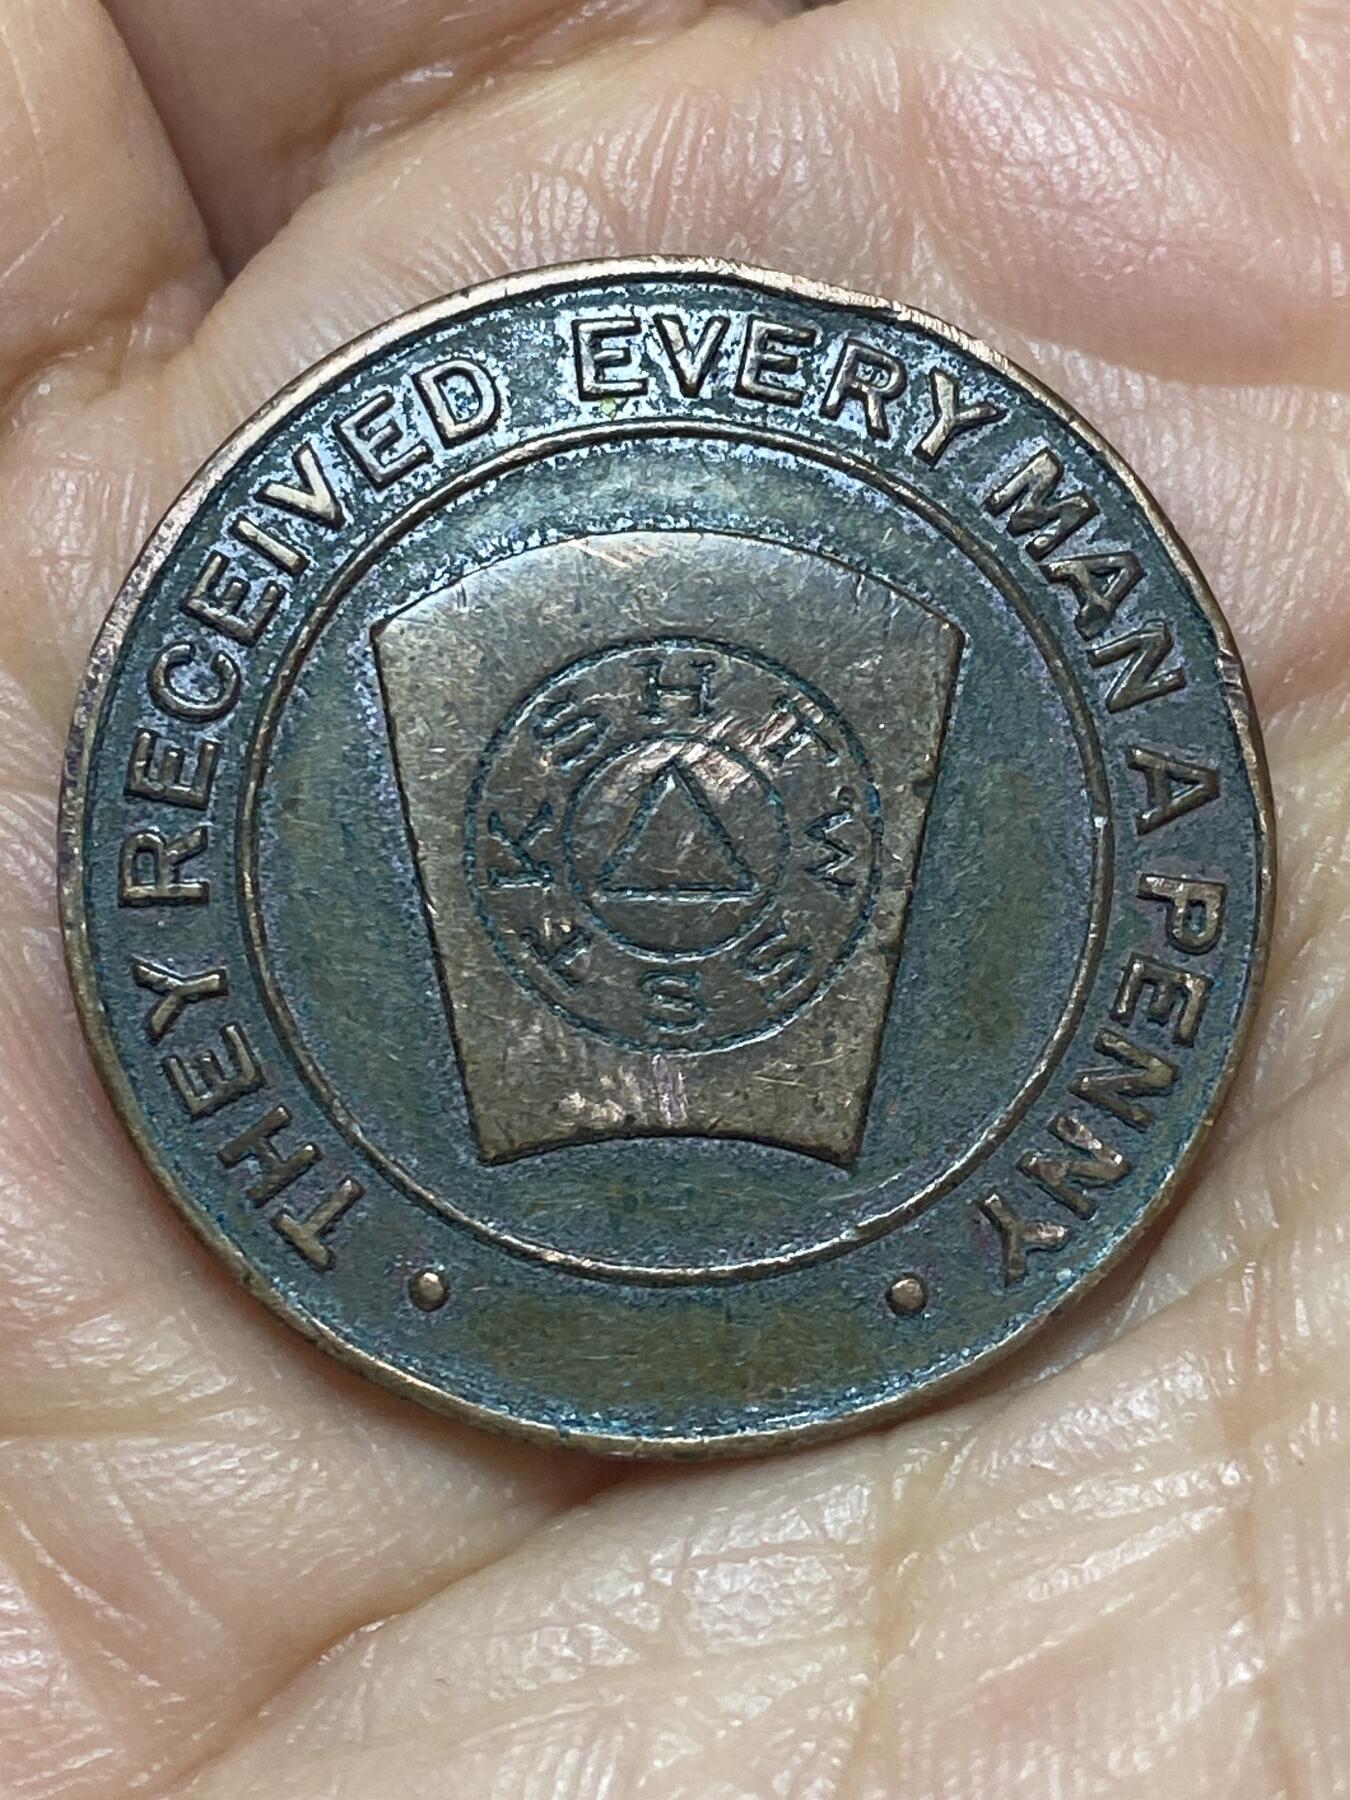 THEY RECEIVED EVERY MAN A PENNY
H T W S S T K S